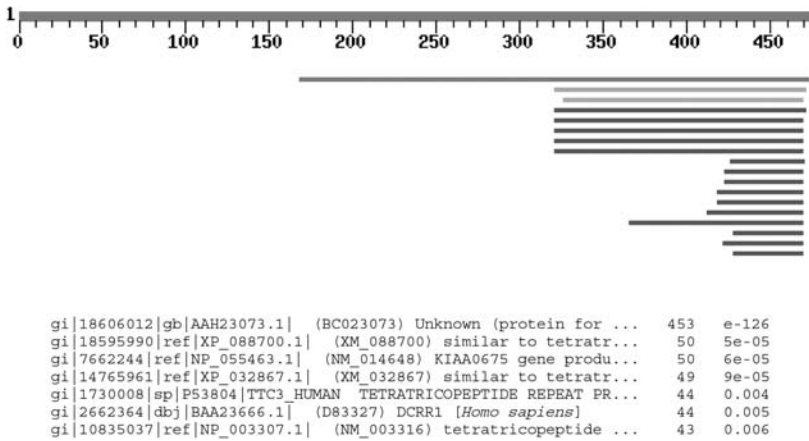 1
0 50 100 150 200 250 300 350 400 450
gi|18606012|gb|AAH23073.1| (BC023073) Unknown (protein for ... 453 e-126
gi|18595990|ref|XP_088700.1| (XM_088700) similar to tetratr... 50 5e-05
gi|7662244|ref|NP_055463.1| (NM_014648) KIAA0675 gene produ... 50 6e-05
gi|14765961|ref|XP_032867.1| (XM_032867) similar to tetratr... 49 9e-05
gi|1730008|sp|P53804|TTC3_HUMAN TETRATRICOPEPTIDE REPEAT PR... 44 0.004
gi|2662364|dbj|BAA23666.1| (D83327) DCRR1 [Homo sapiens] 44 0.005
gi|10835037|ref|NP_003307.1| (NM_003316) tetratricopeptide ... 43 0.006